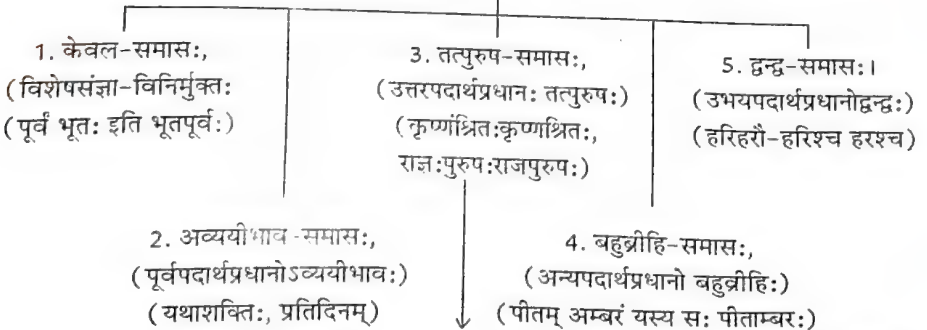 1. केवल-समासः,
(विशेषसंज्ञा-विनिर्मुक्तः
(पूर्वं भूतः इति भूतपूर्वः)
2. अव्ययीभाव-समासः,
(पूर्वपदार्थप्रधानोऽव्ययीभावः)
(यथाशक्तिः, प्रतिदिनम्)
3. तत्पुरुष-समासः,
(उत्तरपदार्थप्रधानः तत्पुरुषः)
(कृष्णंश्रितःकृष्णश्रितः,
राज्ञःपुरुषःराजपुरुषः)
4. बहुब्रीहि-समासः,
(अन्यपदार्थप्रधानो बहुव्रीहिः)
(पीतम् अम्बरं यस्य सः पीताम्बरः)
5. द्वन्द्व-समासः।
(उभयपदार्थप्रधानोद्वन्द्वः)
(हरिहरौ-हरिश्च हरश्च)